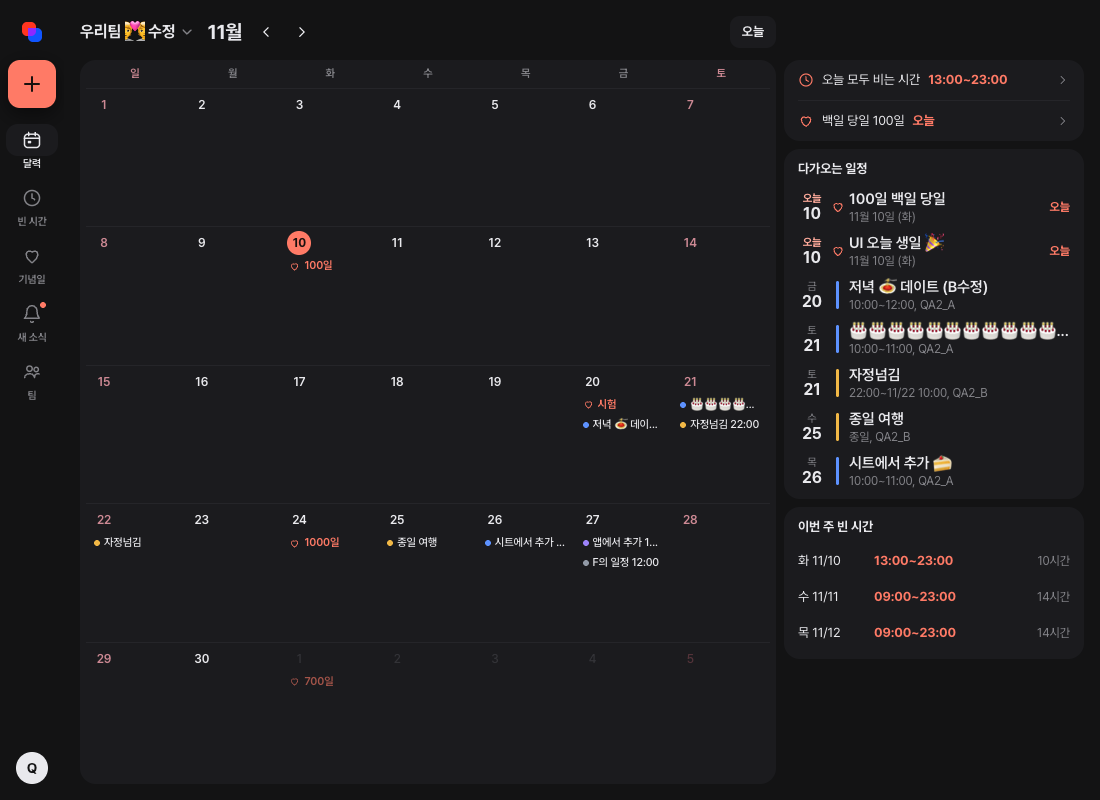 우리팀 👩‍❤️‍👨 수정 11월
오늘
달력
빈 시간
기념일
새 소식
팀
Q
일 월 화 수 목 금 토
1 2 3 4 5 6 7
8 9 10 11 12 13 14
100일
15 16 17 18 19 20 21
시험 🎂🎂🎂🎂...
저녁 🍝 데이... 자정넘김 22:00
22 23 24 25 26 27 28
자정넘김 1000일 종일 여행 시트에서 추가 ... 앱에서 추가 1...
F의 일정 12:00
29 30 1 2 3 4 5
700일
오늘 모두 비는 시간 13:00~23:00
백일 당일 100일 오늘
다가오는 일정
오늘 10 100일 백일 당일 오늘
11월 10일 (화)
오늘 10 UI 오늘 생일 🎉 오늘
11월 10일 (화)
금 20 저녁 🍝 데이트 (B수정)
10:00~12:00, QA2_A
토 21 🎂🎂🎂🎂🎂🎂🎂🎂🎂🎂🎂...
10:00~11:00, QA2_A
토 21 자정넘김
22:00~11/22 10:00, QA2_B
수 25 종일 여행
종일, QA2_B
목 26 시트에서 추가 🍰
10:00~11:00, QA2_A
이번 주 빈 시간
화 11/10 13:00~23:00 10시간
수 11/11 09:00~23:00 14시간
목 11/12 09:00~23:00 14시간